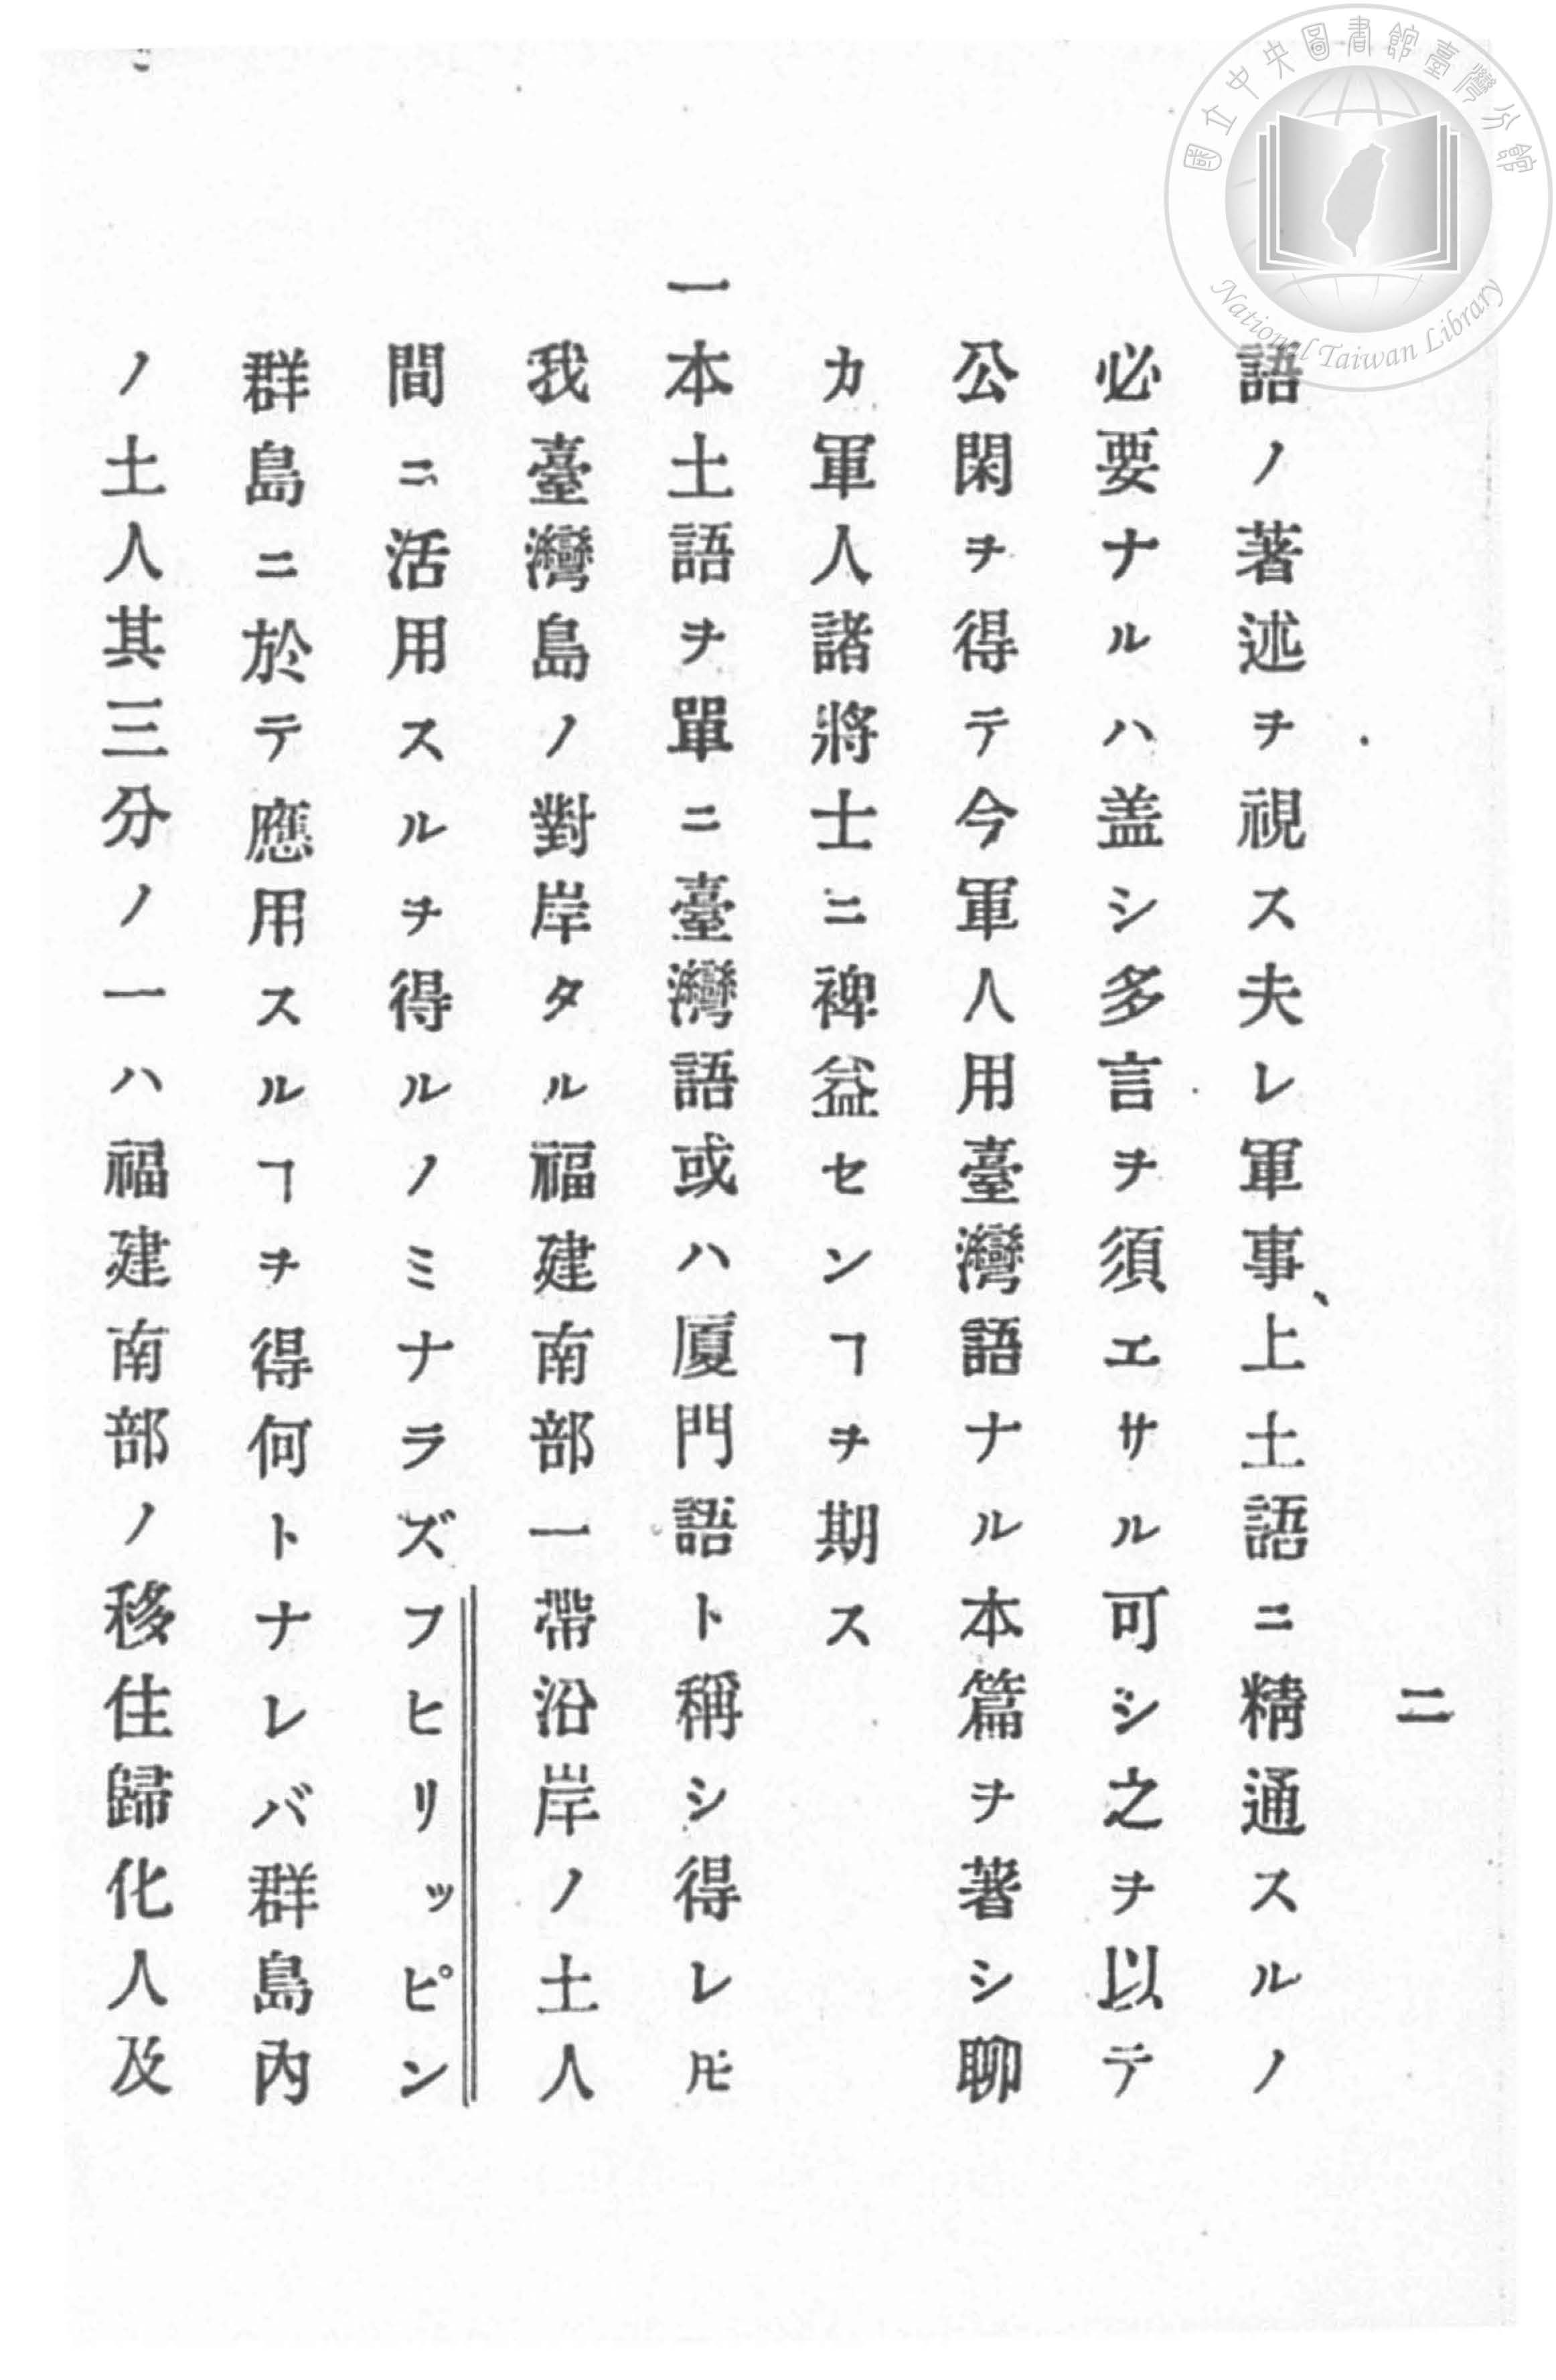 國立中央圖書館臺灣分館
National Taiwan Library
二
語ノ著述ヲ視ス夫レ軍事、上土語ニ精通スルノ
必要ナルハ盖シ多言ヲ須エサル可シ之ヲ以テ
公閑ヲ得テ今軍人用臺灣語ナル本篇ヲ著シ聊
カ軍人諸將士ニ裨益センヿヲ期ス
一本土語ヲ單ニ臺灣語或ハ厦門語ト稱シ得レ𪜈
我臺灣島ノ對岸タル福建南部一帶沿岸ノ土人
間ニ活用スルヲ得ルノミナラズフヒリッピン
群島ニ於テ應用スルヿヲ得何トナレバ群島內
ノ土人其三分ノ一ハ福建南部ノ移住歸化人及